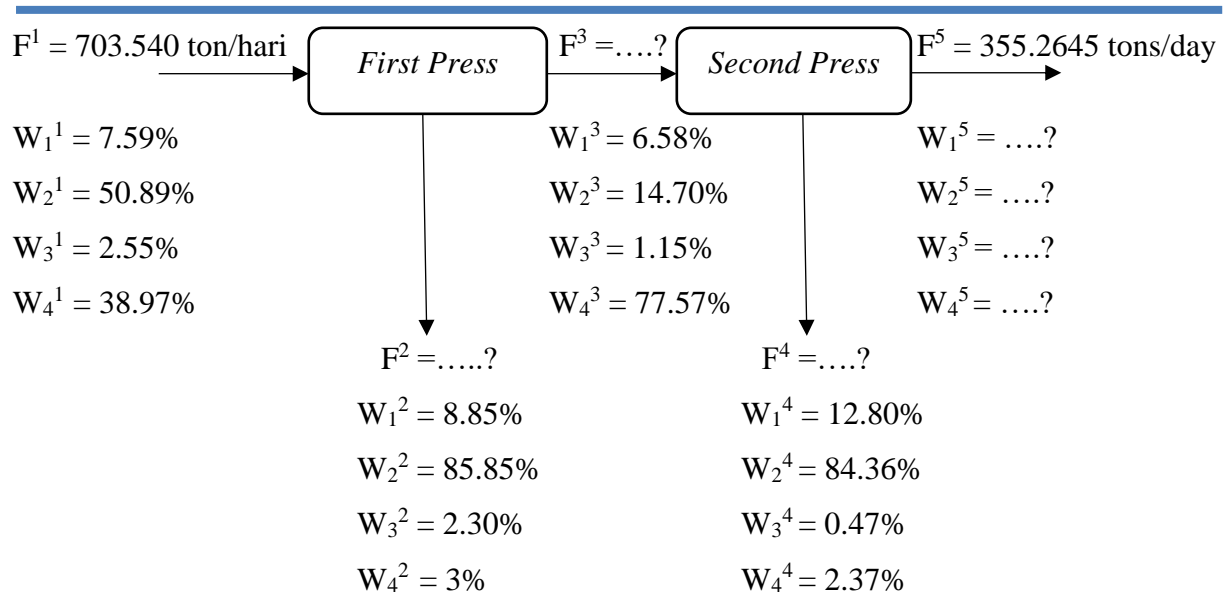 F¹ = 703.540 ton/hari First Press F³ =….? Second Press F⁵ = 355.2645 tons/day
W₁¹ = 7.59% W₁³ = 6.58% W₁⁵ = ….?
W₂¹ = 50.89% W₂³ = 14.70% W₂⁵ = ….?
W₃¹ = 2.55% W₃³ = 1.15% W₃⁵ = ….?
W₄¹ = 38.97% W₄³ = 77.57% W₄⁵ = ….?
F² =…..? F⁴ =….?
W₁² = 8.85% W₁⁴ = 12.80%
W₂² = 85.85% W₂⁴ = 84.36%
W₃² = 2.30% W₃⁴ = 0.47%
W₄² = 3% W₄⁴ = 2.37%